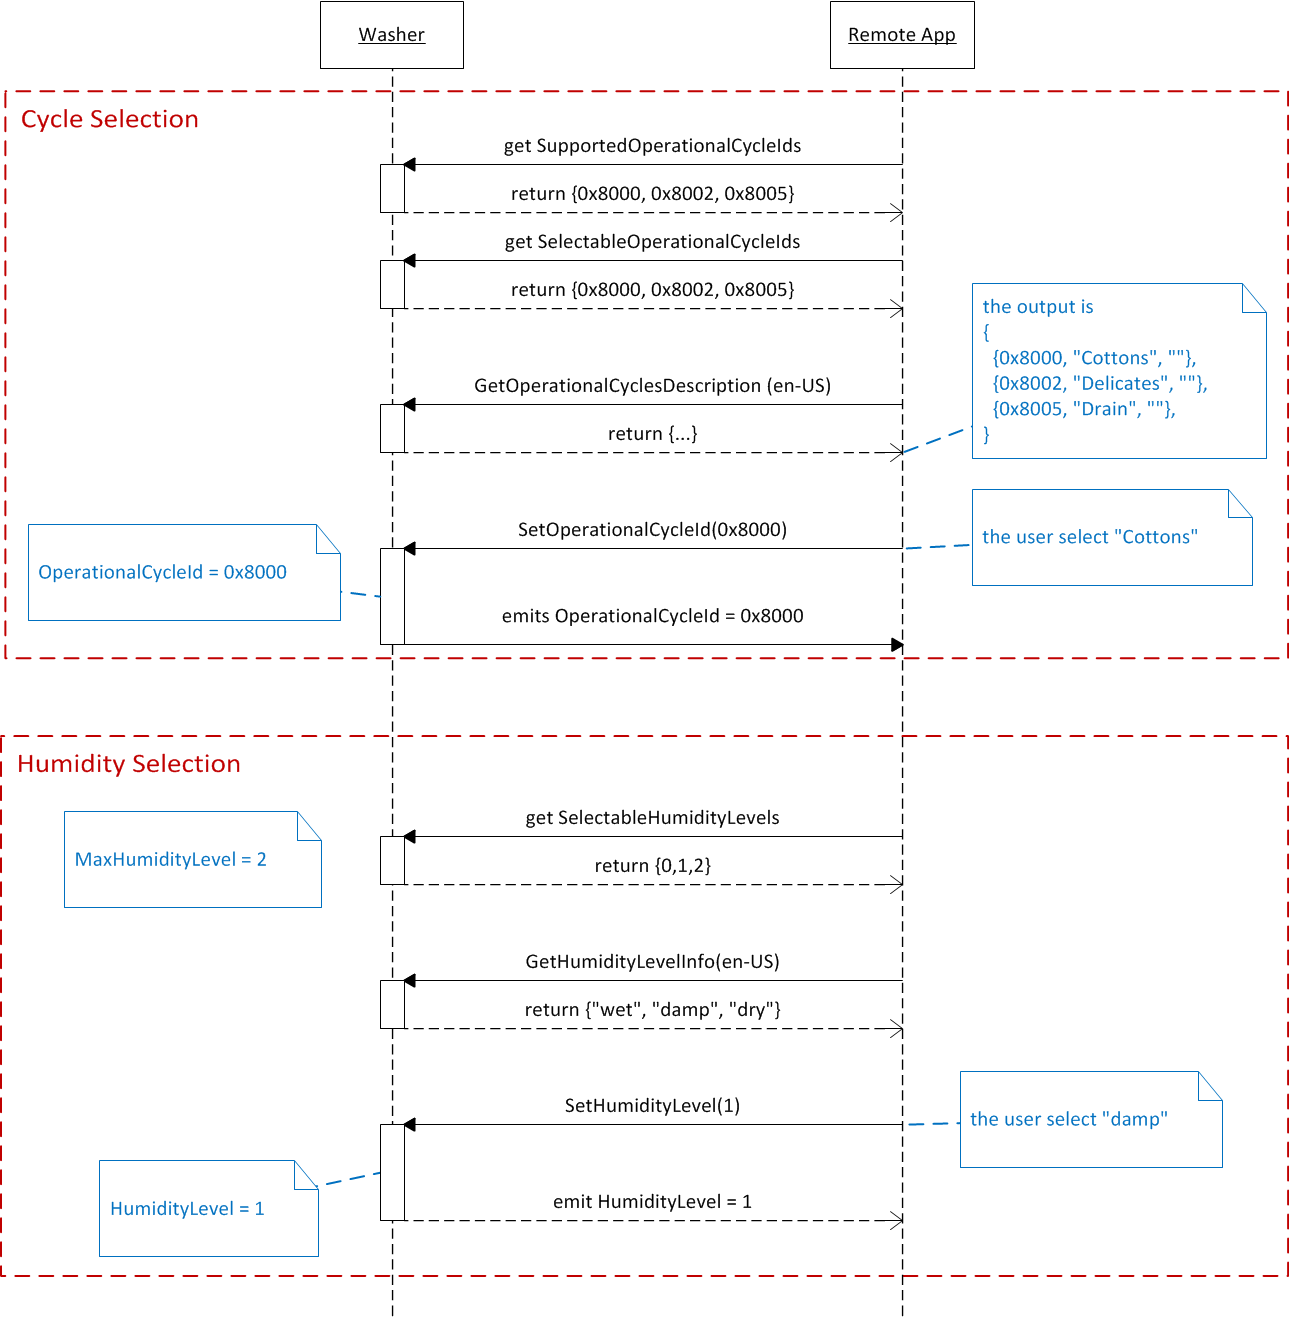 Washer
Remote App
Cycle Selection
get SupportedOperationalCycleIds
return {0x8000, 0x8002, 0x8005}
get SelectableOperationalCycleIds
return {0x8000, 0x8002, 0x8005}
the output is
{
{0x8000, "Cottons", ""},
{0x8002, "Delicates", ""},
{0x8005, "Drain", ""},
}
GetOperationalCyclesDescription (en-US)
return {...}
SetOperationalCycleId(0x8000)
the user select "Cottons"
OperationalCycleId = 0x8000
emits OperationalCycleId = 0x8000
Humidity Selection
get SelectableHumidityLevels
MaxHumidityLevel = 2
return {0,1,2}
GetHumidityLevelInfo(en-US)
return {"wet", "damp", "dry"}
SetHumidityLevel(1)
the user select "damp"
HumidityLevel = 1
emit HumidityLevel = 1